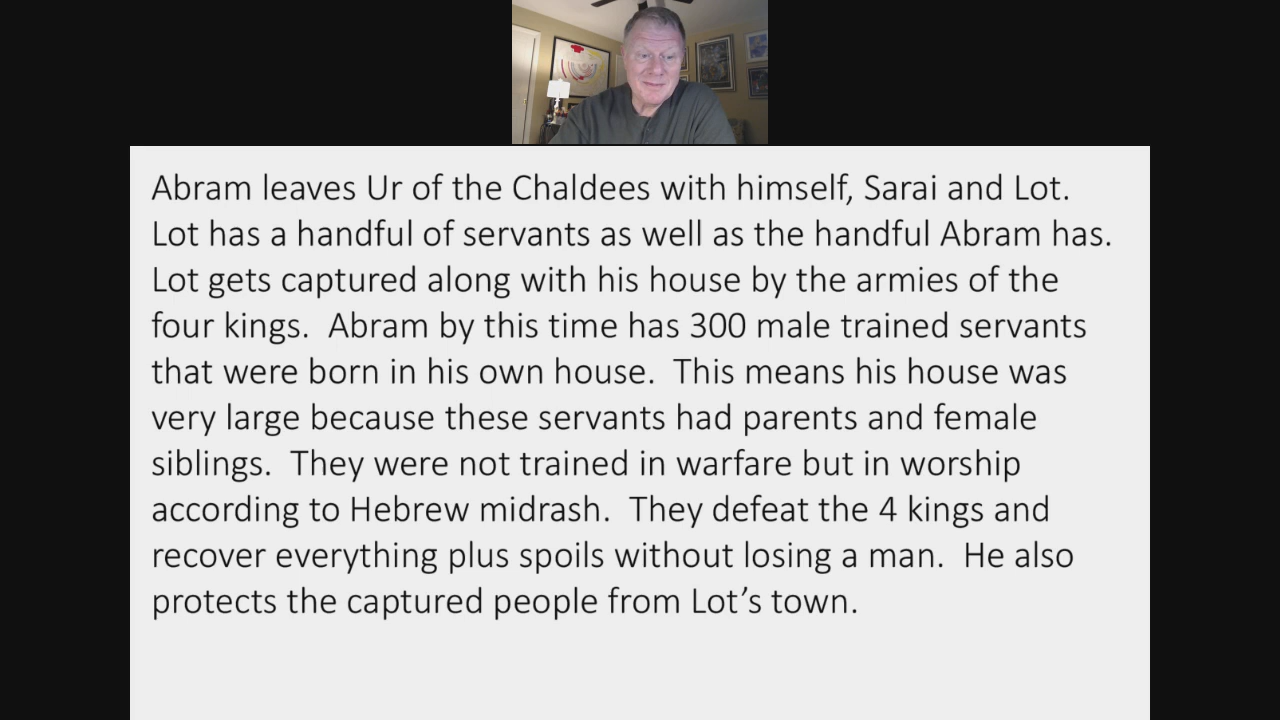 Abram leaves Ur of the Chaldees with himself, Sarai and Lot.
Lot has a handful of servants as well as the handful Abram has.
Lot gets captured along with his house by the armies of the
four kings.  Abram by this time has 300 male trained servants
that were born in his own house.  This means his house was
very large because these servants had parents and female
siblings.  They were not trained in warfare but in worship
according to Hebrew midrash.  They defeat the 4 kings and
recover everything plus spoils without losing a man.  He also
protects the captured people from Lot’s town.